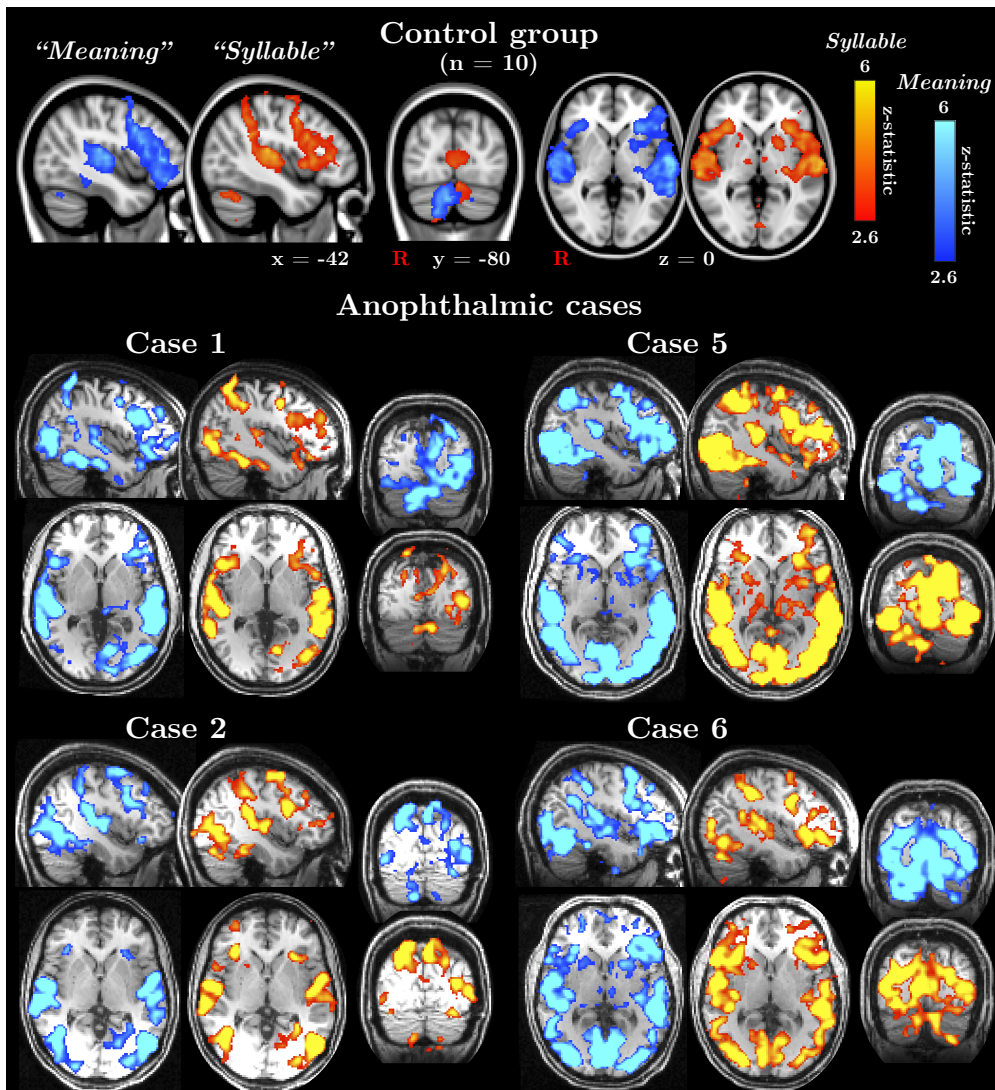 Control group
(n = 10)
“Meaning”
“Syllable”
Syllable
6
z-statistic
2.6
Meaning
6
z-statistic
2.6
x = -42
R
y = -80
R
z = 0
Anophthalmic cases
Case 1
Case 5
Case 2
Case 6